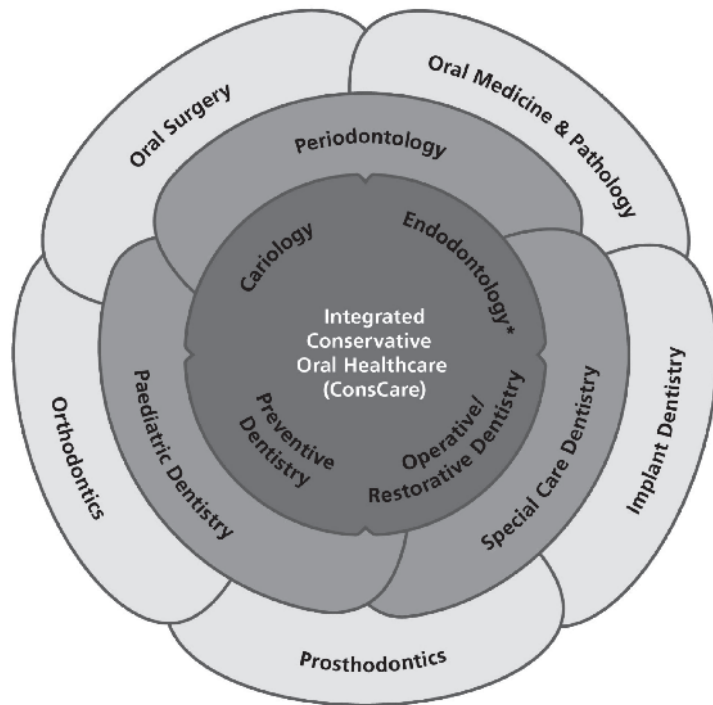 Oral Surgery
Oral Medicine & Pathology
Periodontology
Cariology
Endodontology*
Integrated
Conservative
Oral Healthcare
(ConsCare)
Preventive
Dentistry
Operative/
Restorative Dentistry
Paediatric Dentistry
Special Care Dentistry
Orthodontics
Implant Dentistry
Prosthodontics